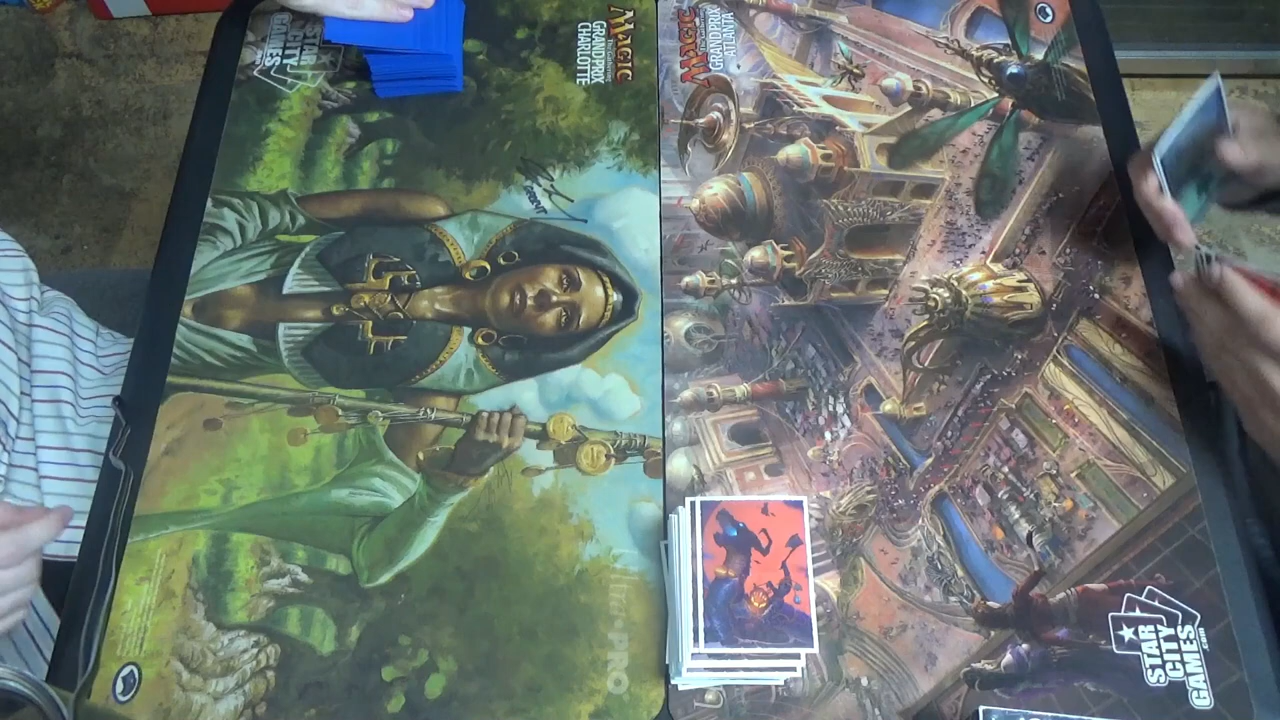 STAR
CITY
GAMES
.com
MAGIC
The Gathering
GRAND PRIX
CHARLOTTE
MAGIC
The Gathering
GRAND PRIX
ATLANTA
PRO
STAR
CITY
GAMES
.com